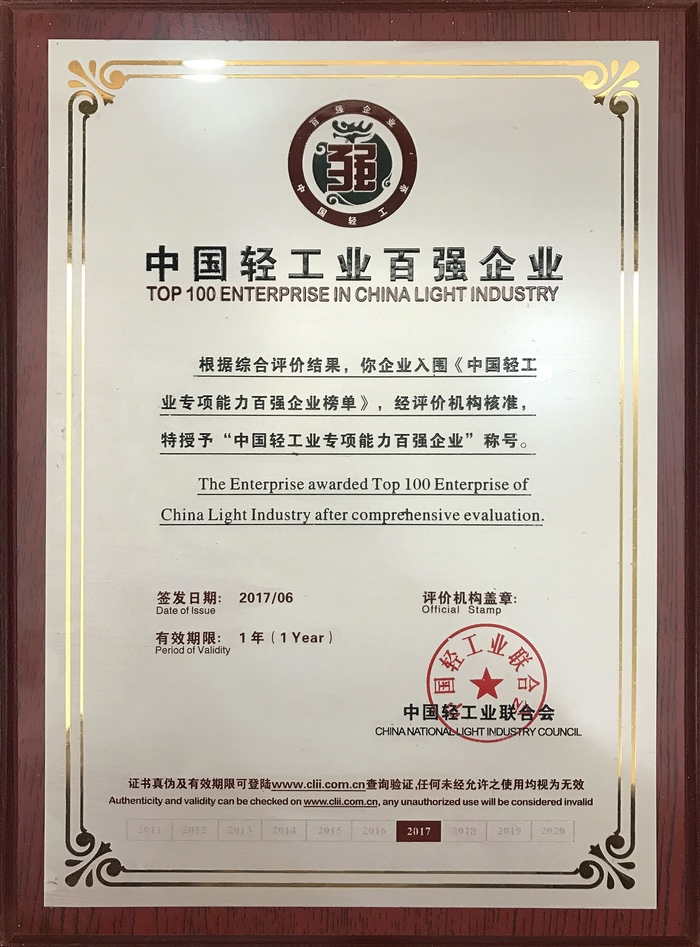 百强企业
强
中国轻工业
中国轻工业百强企业
TOP 100 ENTERPRISE IN CHINA LIGHT INDUSTRY
根据综合评价结果，你企业入围《中国轻工
业专项能力百强企业榜单》，经评价机构核准，
特授予“中国轻工业专项能力百强企业”称号。
The Enterprise awarded Top 100 Enterprise of
China Light Industry after comprehensive evaluation.
签发日期： 2017/06
Date of Issue
评价机构盖章:
Official Stamp
有效期限： 1 年（1 Year）
Period of Validity
中国轻工业联合会
中国轻工业联合会
CHINA NATIONAL LIGHT INDUSTRY COUNCIL
证书真伪及有效期限可登陆www.clii.com.cn查询验证,任何未经允许之使用均视为无效
Authenticity and validity can be checked on www.clii.com.cn, any unauthorized use will be considered invalid
2011 2012 2013 2014 2015 2016 2017 2018 2019 2020